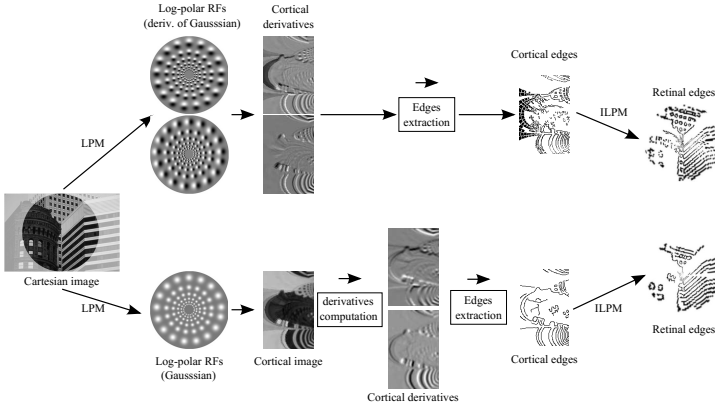 Log-polar RFs
(deriv. of Gausssian)
Cortical
derivatives
LPM
Edges
extraction
Cortical edges
ILPM
Retinal edges
Cartesian image
LPM
Log-polar RFs
(Gausssian)
Cortical image
derivatives
computation
Cortical derivatives
Edges
extraction
Cortical edges
ILPM
Retinal edges